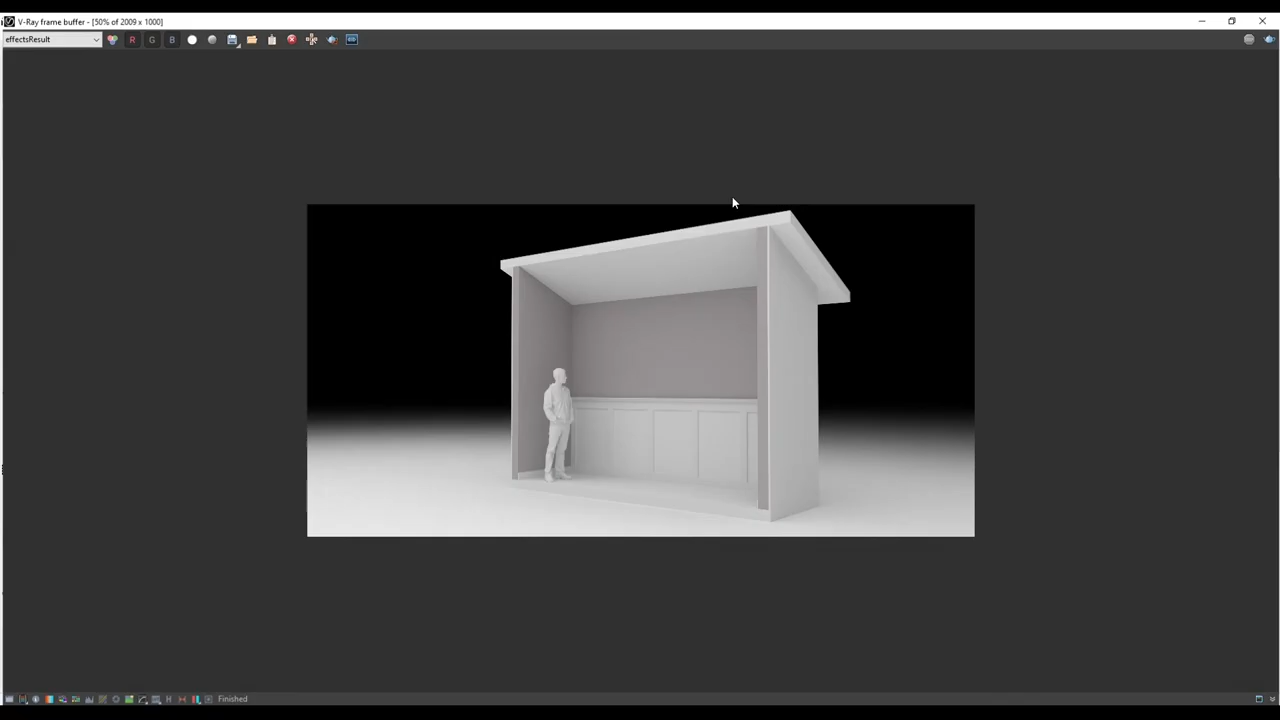 V-Ray frame buffer - [50% of 2009 x 1000]
effectsResult
R
G
B
H
Finished